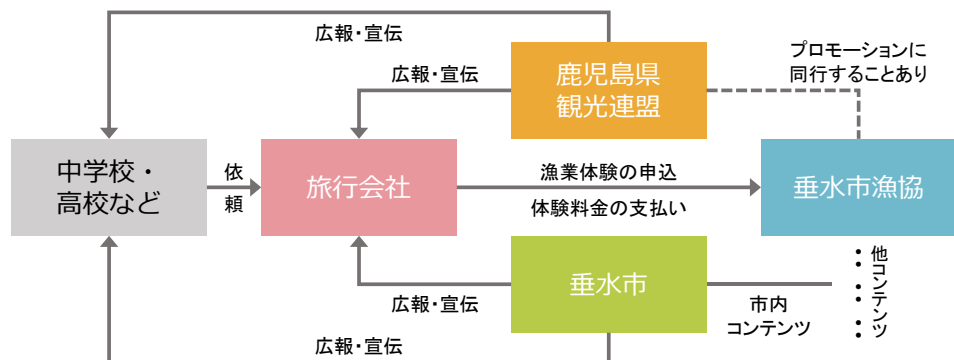 広報・宣伝
広報・宣伝
鹿児島県
観光連盟
プロモーションに
同行することあり
中学校・
高校など
依
頼
旅行会社
漁業体験の申込
体験料金の支払い
垂水市漁協
垂水市
広報・宣伝
市内
コンテンツ
他コンテンツ
広報・宣伝